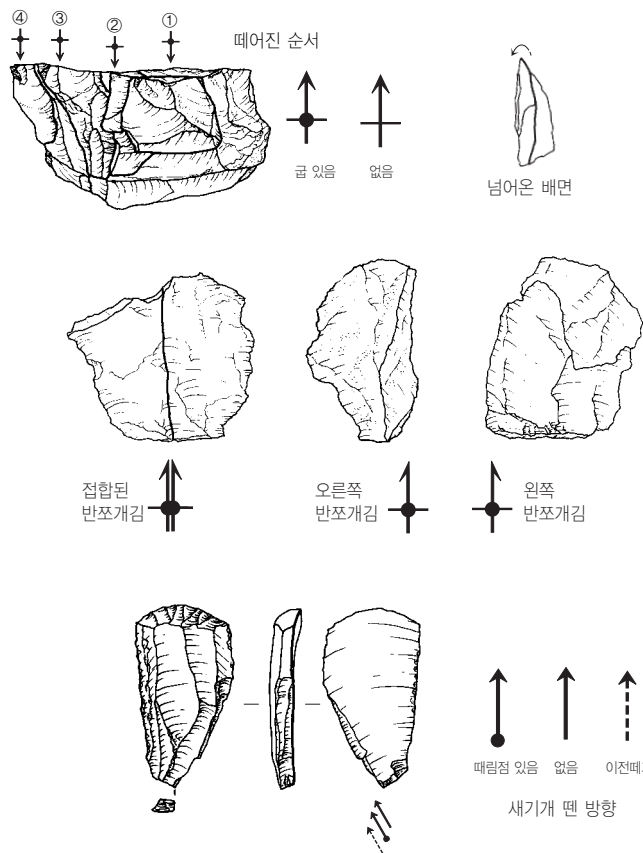 ④ ③ ② ①
떼어진 순서
굽 있음 없음
넘어온 배면
접합된
반쪼개김
오른쪽
반쪼개김
왼쪽
반쪼개김
때림점 있음 없음
새기개 뗀 방향